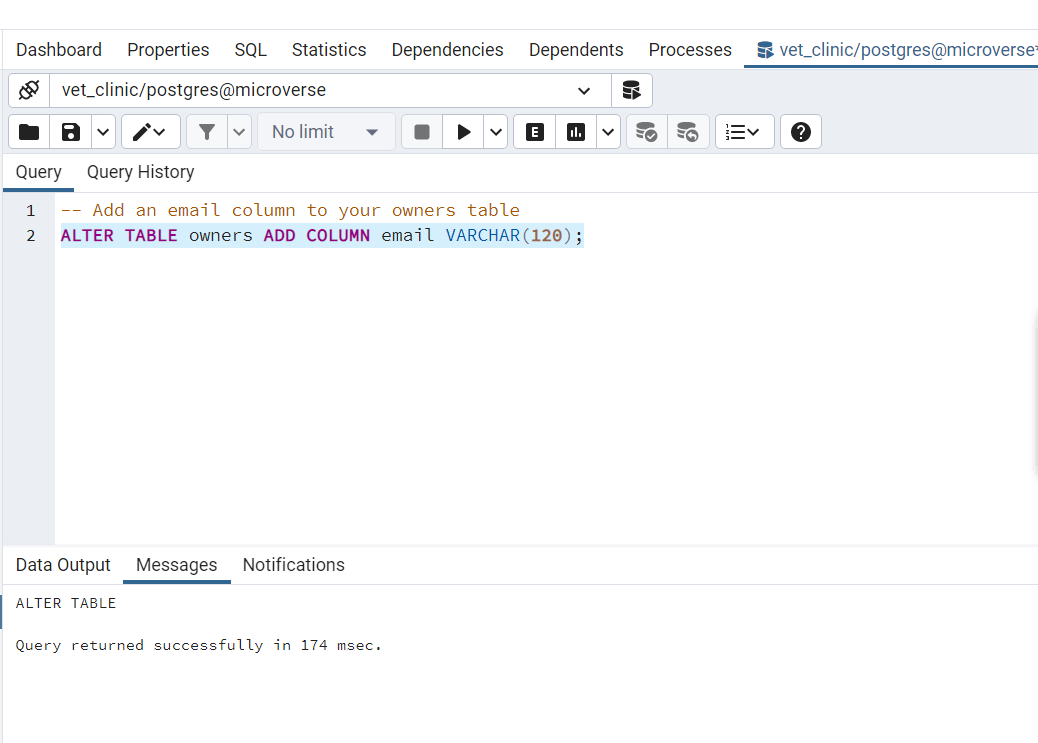 Dashboard Properties SQL Statistics Dependencies Dependents Processes vet_clinic/postgres@microverse*
vet_clinic/postgres@microverse
No limit E
Query Query History
1 -- Add an email column to your owners table
2 ALTER TABLE owners ADD COLUMN email VARCHAR(120);
Data Output Messages Notifications
ALTER TABLE
Query returned successfully in 174 msec.